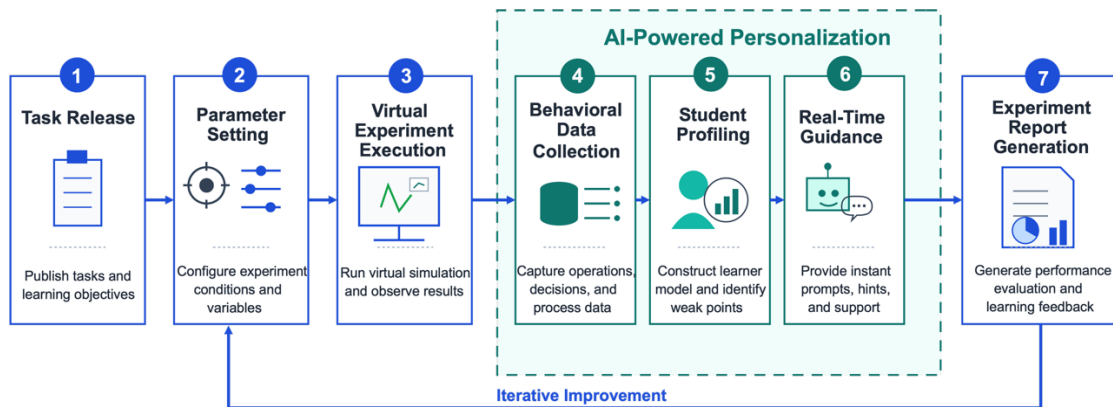 AI-Powered Personalization
1
Task Release
Publish tasks and
learning objectives
2
Parameter
Setting
Configure experiment
conditions and
variables
3
Virtual
Experiment
Execution
Run virtual simulation
and observe results
4
Behavioral
Data
Collection
Capture operations,
decisions, and
process data
5
Student
Profiling
Construct learner
model and identify
weak points
6
Real-Time
Guidance
Provide instant
prompts, hints,
and support
7
Experiment
Report
Generation
Generate performance
evaluation and
learning feedback
Iterative Improvement